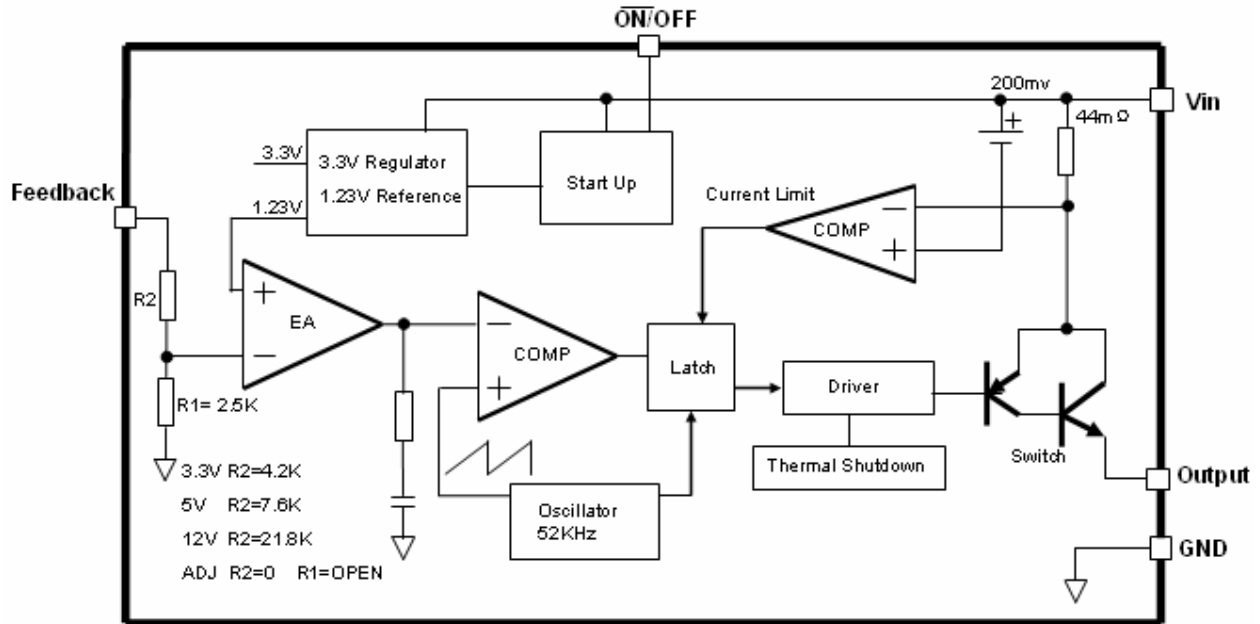 ON/OFF
200mv
Vin
44mΩ
3.3V
3.3V Regulator
1.23V Reference
1.23V
Start Up
Feedback
Current Limit
−
COMP
+
R2
+
EA
−
−
COMP
+
Latch
Driver
R1= 2.5K
Thermal Shutdown
Switch
3.3V R2=4.2K
5V R2=7.6K
12V R2=21.8K
ADJ R2=0 R1=OPEN
Oscillator
52KHz
Output
GND
+